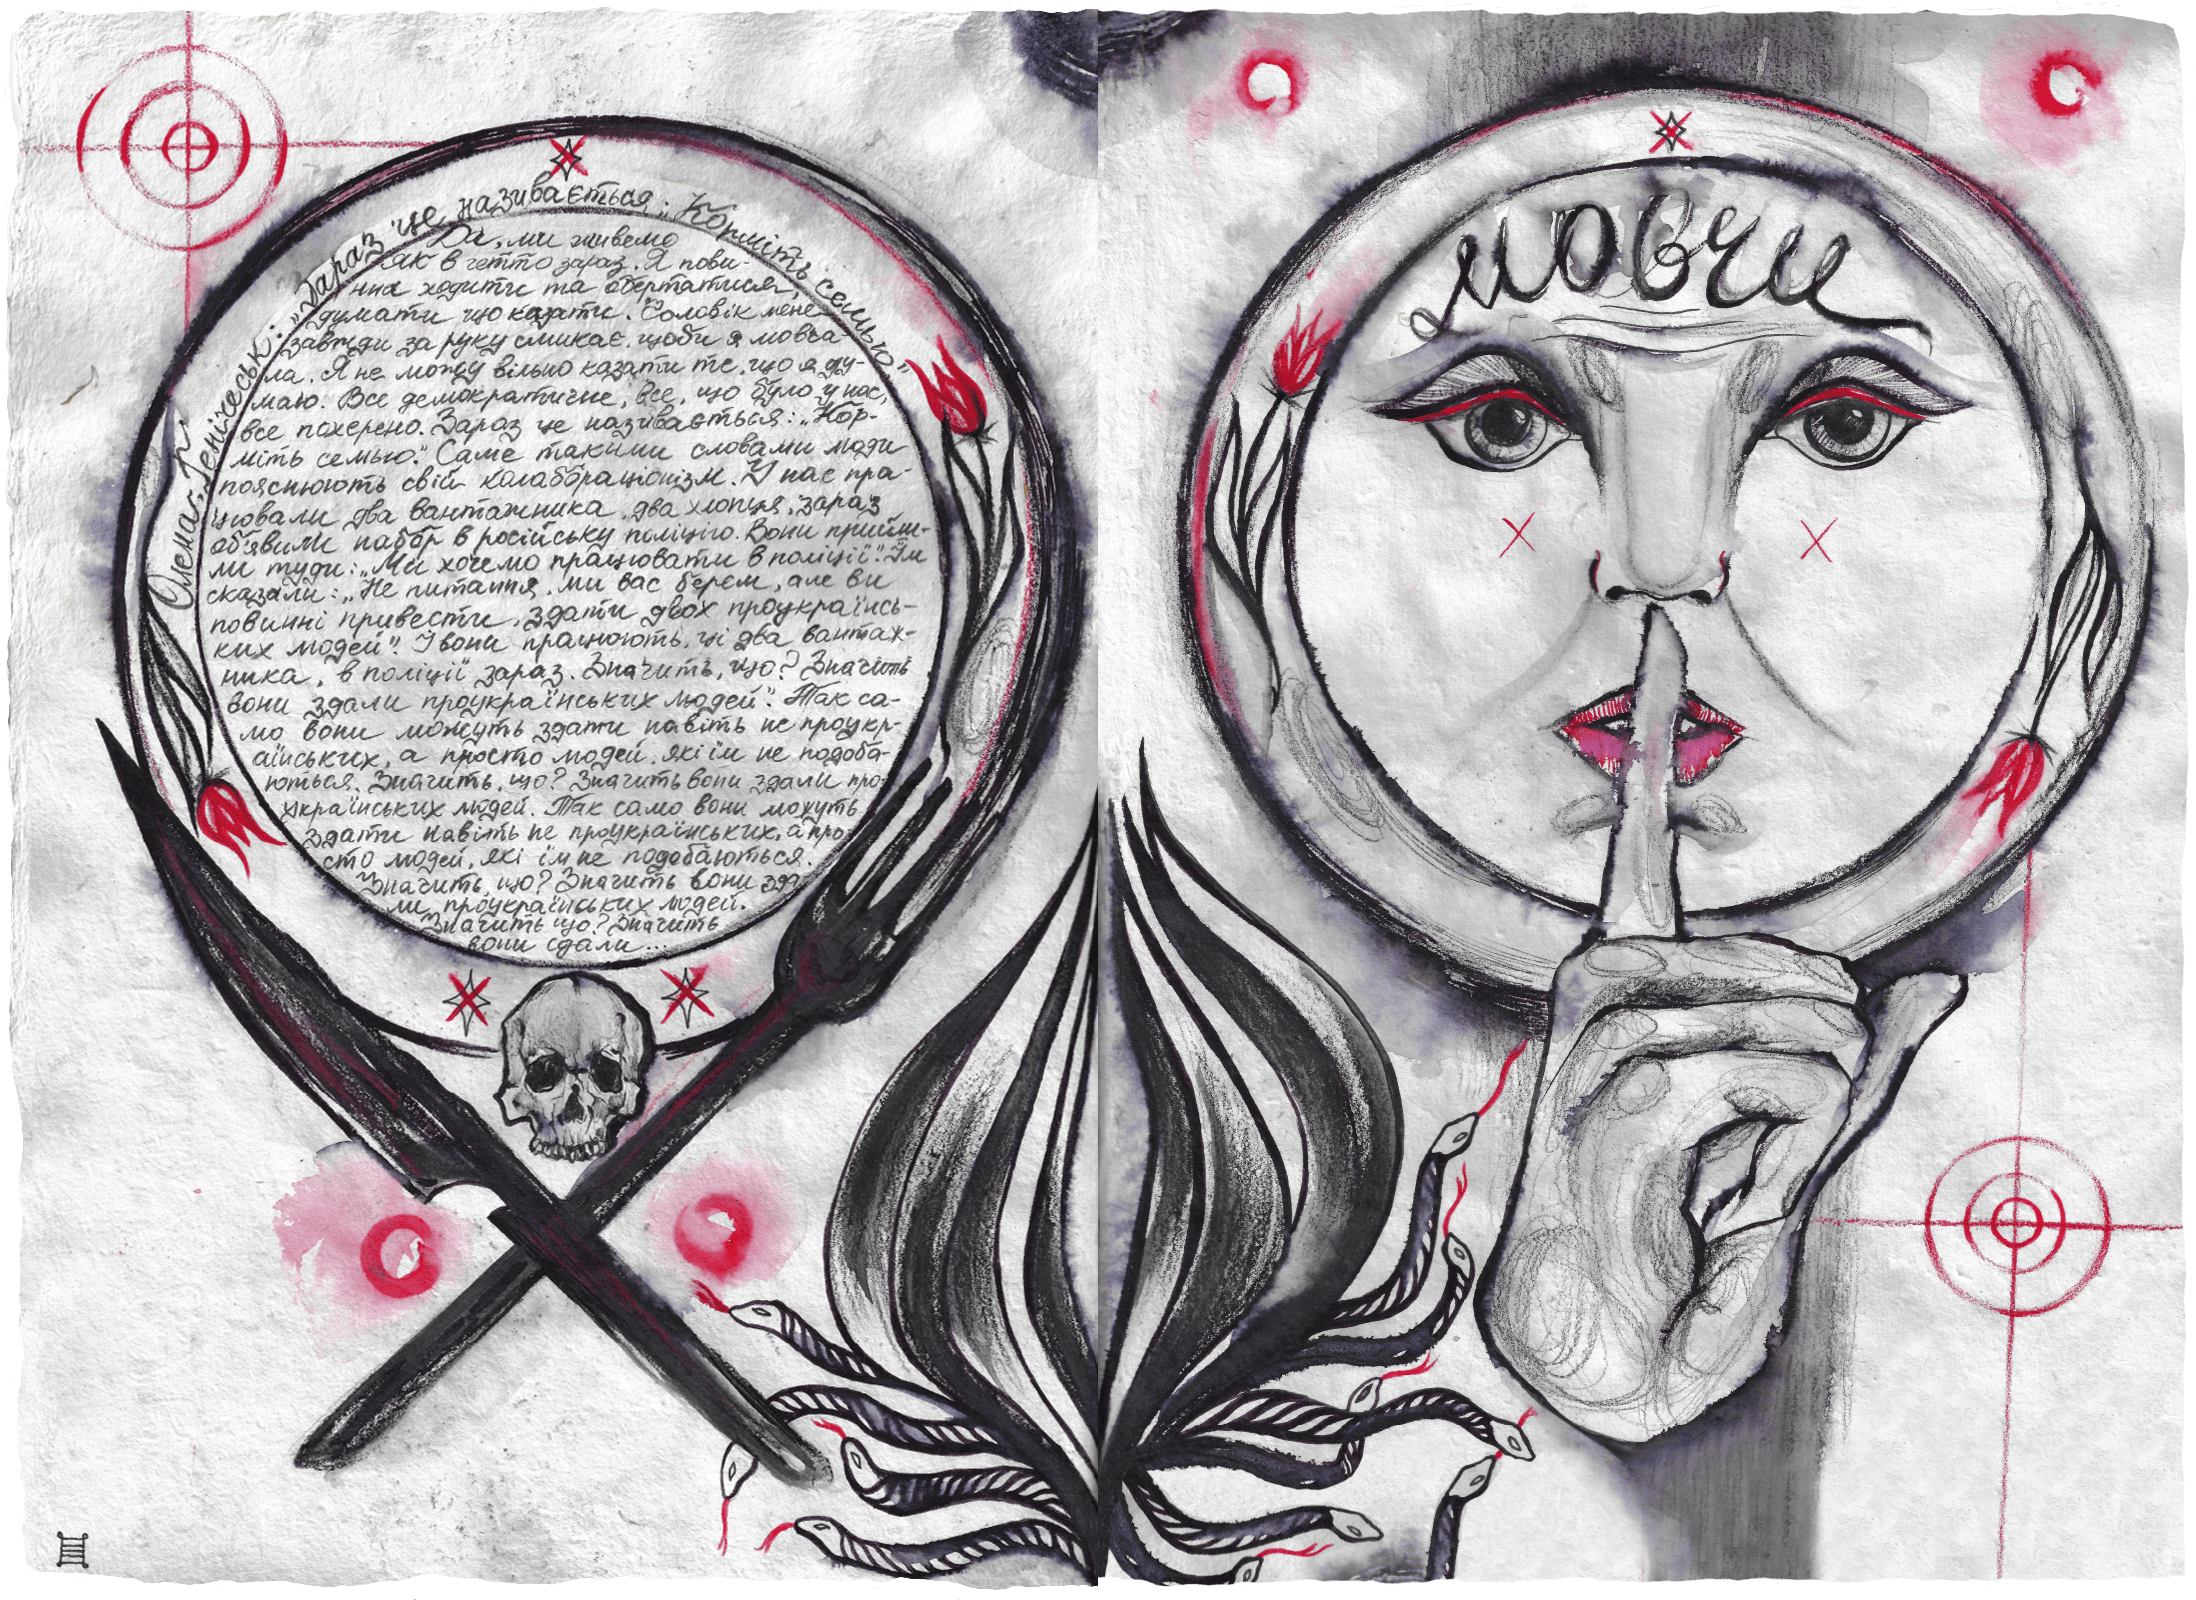 Олена, Генічеськ: „Зараз це називається: „Корміть семью"
Да, ми живемо
як в гетто зараз. Я пови-
нна ходити та обертатися,
думати що казати. Чоловік мене
завжди за руку смикає, щоби я мовча-
ла. Я не можу вільно казати те, що я ду-
маю. Все демократичне, все, що було у нас,
все похерено. Зараз це називається: „Кор-
міть семью." Саме такими словами люди
пояснюють свій колабораціонізм. У нас пра-
цювали два вантажника, два хлопця, зараз
об'явили набор в російську поліцію. Вони прийш-
ли туди: „Ми хочемо працювати в поліції". Їм
сказали: „Не питання, ми вас берем, але ви
повинні привести, здати двох проукраїнсь-
ких людей". І вони працюють, ці два вантаж-
ника, в поліції зараз. Значить, що? Значить
вони здали проукраїнських людей". Так са-
мо вони можуть здати навіть не проукр-
аїнських, а просто людей, які їм не подоба-
ються. Значить, що? Значить вони здали про-
українських людей. Так само вони можуть
здати навіть не проукраїнських, а про-
сто людей, які їм не подобаються.
Значить, що? Значить вони зда-
ли проукраїнських людей.
Значить що? Значить
вони здали...
мовчи